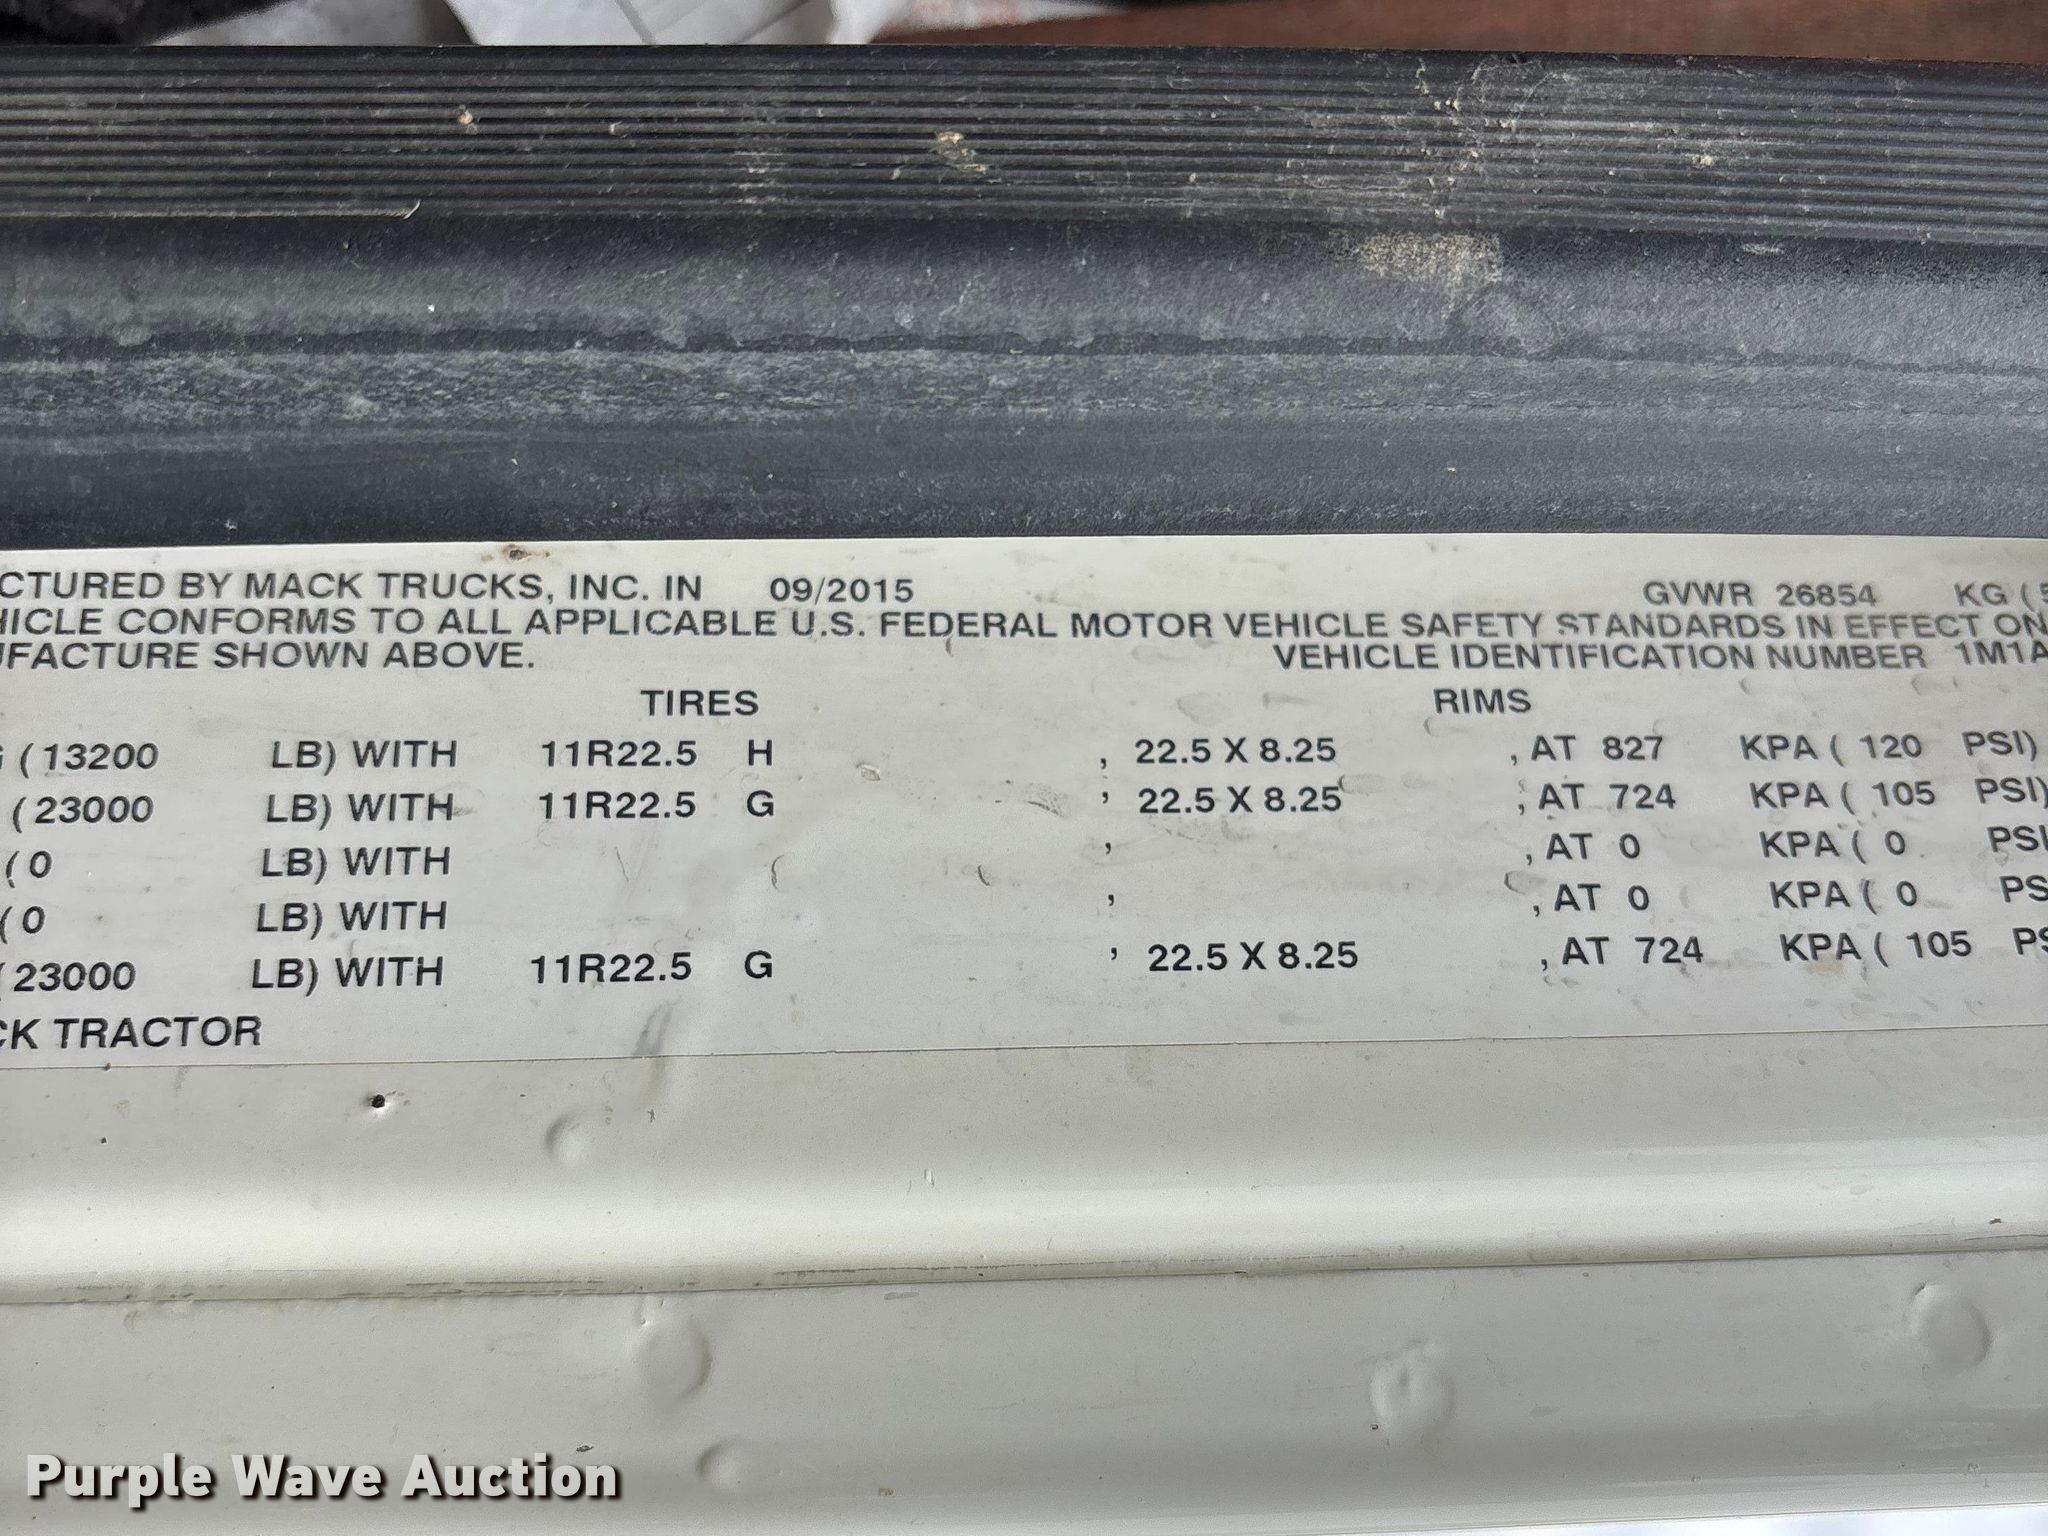 CTURED BY MACK TRUCKS, INC. IN 09/2015 GVWR 26854 KG (5
HICLE CONFORMS TO ALL APPLICABLE U.S. FEDERAL MOTOR VEHICLE SAFETY STANDARDS IN EFFECT ON
UFACTURE SHOWN ABOVE. VEHICLE IDENTIFICATION NUMBER 1M1A
TIRES RIMS
G (13200 LB) WITH 11R22.5 H , 22.5 X 8.25 , AT 827 KPA ( 120 PSI)
(23000 LB) WITH 11R22.5 G , 22.5 X 8.25 , AT 724 KPA ( 105 PSI)
(0 LB) WITH , , AT 0 KPA ( 0 PSI
(0 LB) WITH , , AT 0 KPA ( 0 PS
(23000 LB) WITH 11R22.5 G , 22.5 X 8.25 , AT 724 KPA ( 105 PS
CK TRACTOR
Purple Wave Auction